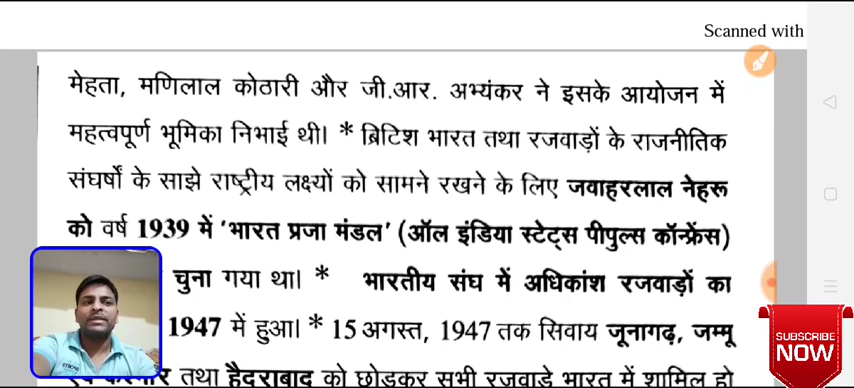 Scanned with
मेहता, मणिलाल कोठारी और जी.आर. अभ्यंकर ने इसके आयोजन में
महत्वपूर्ण भूमिका निभाई थी। * ब्रिटिश भारत तथा रजवाड़ों के राजनीतिक
संघर्षों के साझे राष्ट्रीय लक्ष्यों को सामने रखने के लिए जवाहरलाल नेहरू
को वर्ष 1939 में 'भारत प्रजा मंडल' (ऑल इंडिया स्टेट्स पीपुल्स कॉन्फ्रेंस)
चुना गया था। * भारतीय संघ में अधिकांश रजवाड़ों का
1947 में हुआ। * 15 अगस्त, 1947 तक सिवाय जूनागढ़, जम्मू
तथा हैदराबाद को छोड़कर सभी रजवाड़े भारत में शामिल हो
SUBSCRIBE
NOW